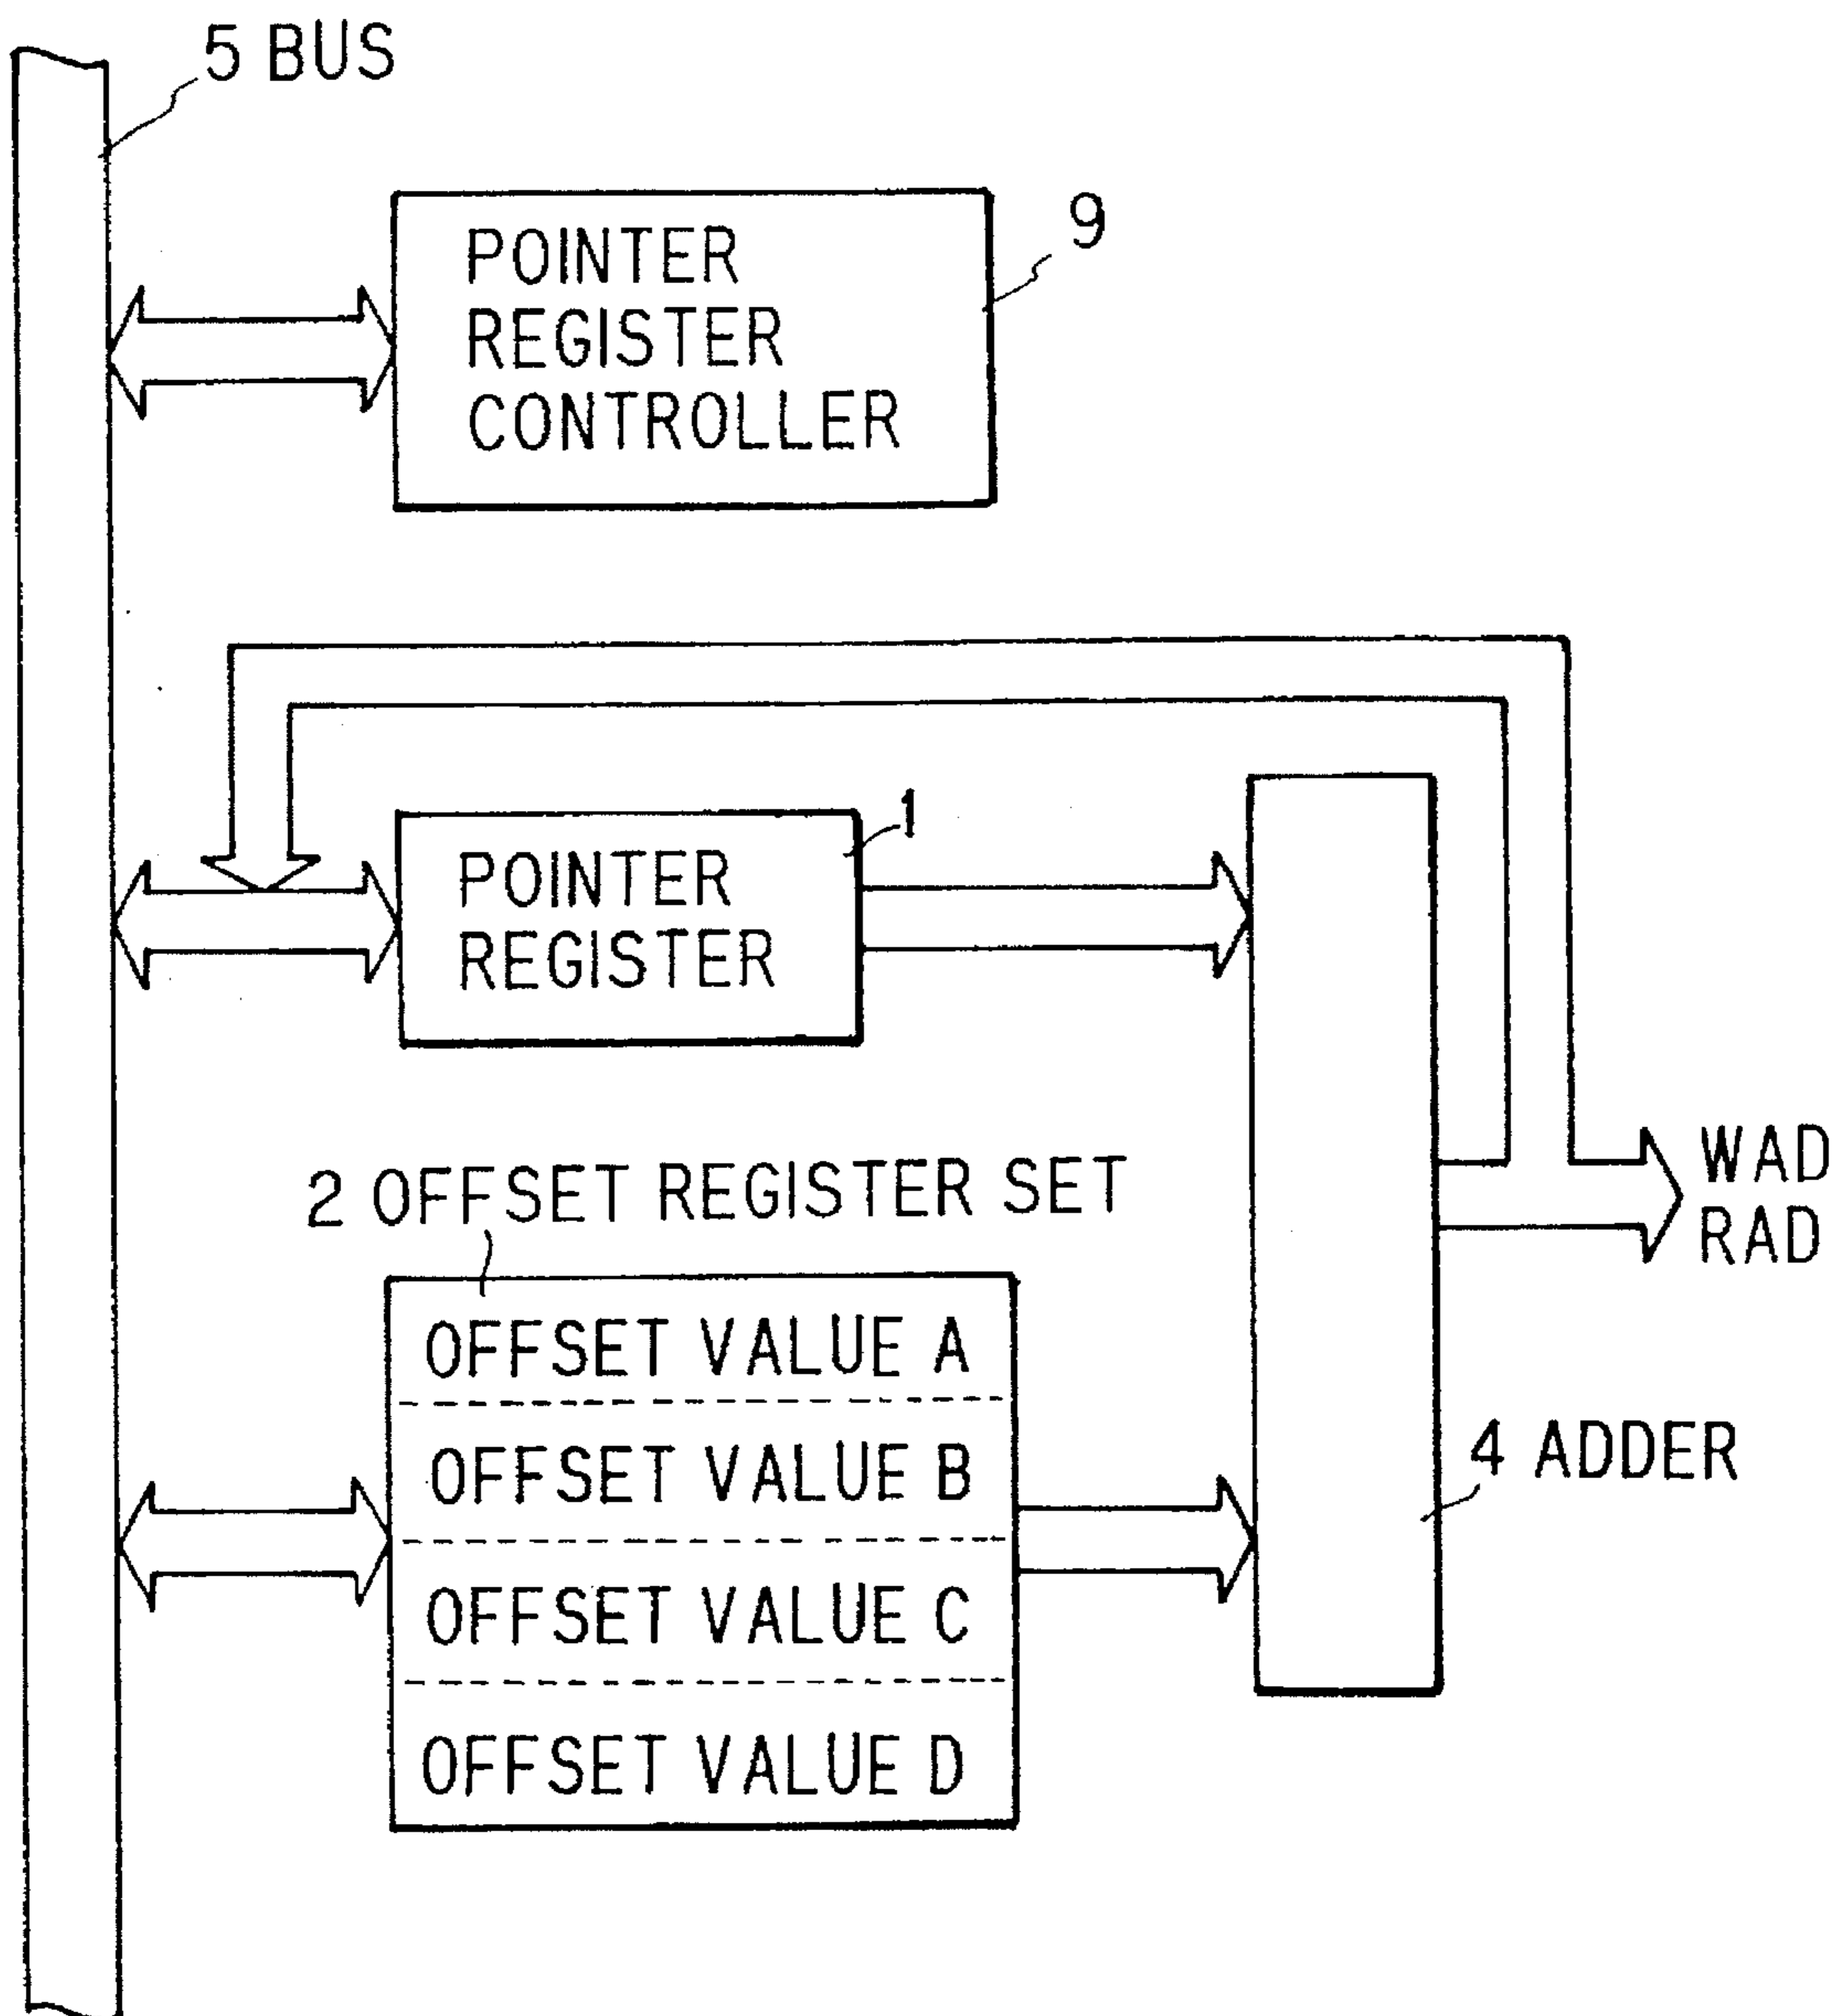 5 BUS
9
POINTER
REGISTER
CONTROLLER
1
POINTER
REGISTER
WAD
RAD
2 OFFSET REGISTER SET
OFFSET VALUE A
OFFSET VALUE B
OFFSET VALUE C
OFFSET VALUE D
4 ADDER